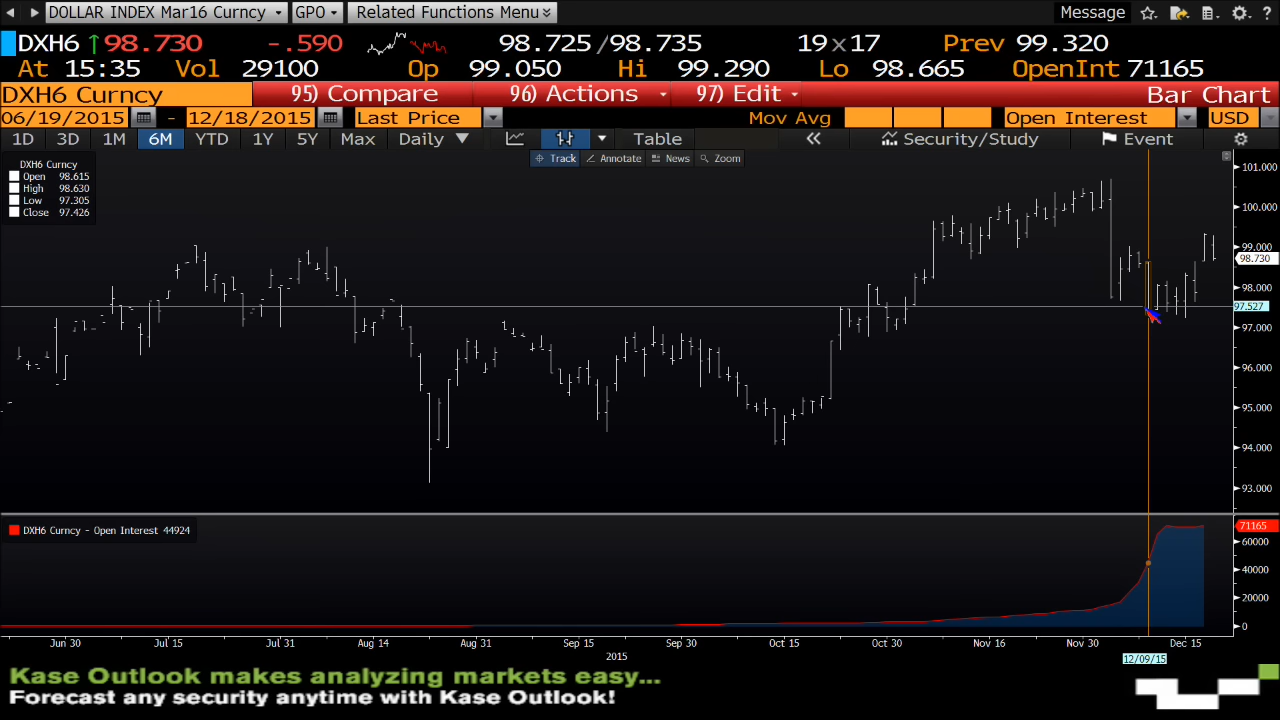 DOLLAR INDEX Mar16 Curncy GPO Related Functions Menu Message ?
DXH6 ↑98.730 -.590 98.725/98.735 19x17 Prev 99.320
At 15:35 Vol 29100 Op 99.050 Hi 99.290 Lo 98.665 OpenInt 71165
DXH6 Curncy 95) Compare 96) Actions 97) Edit Bar Chart
06/19/2015 - 12/18/2015 Last Price Mov Avg Open Interest USD
1D 3D 1M 6M YTD 1Y 5Y Max Daily Table Security/Study Event
Track Annotate News Zoom
DXH6 Curncy
Open 98.615
High 98.630
Low 97.305
Close 97.426
101.000
100.000
99.000
98.730
98.000
97.527
97.000
96.000
95.000
94.000
93.000
DXH6 Curncy - Open Interest 44924
71165
60000
40000
20000
0
Jun 30 Jul 15 Jul 31 Aug 14 Aug 31 Sep 15 Sep 30 Oct 15 Oct 30 Nov 16 Nov 30 Dec 15
2015
12/09/15
Kase Outlook makes analyzing markets easy...
Forecast any security anytime with Kase Outlook!